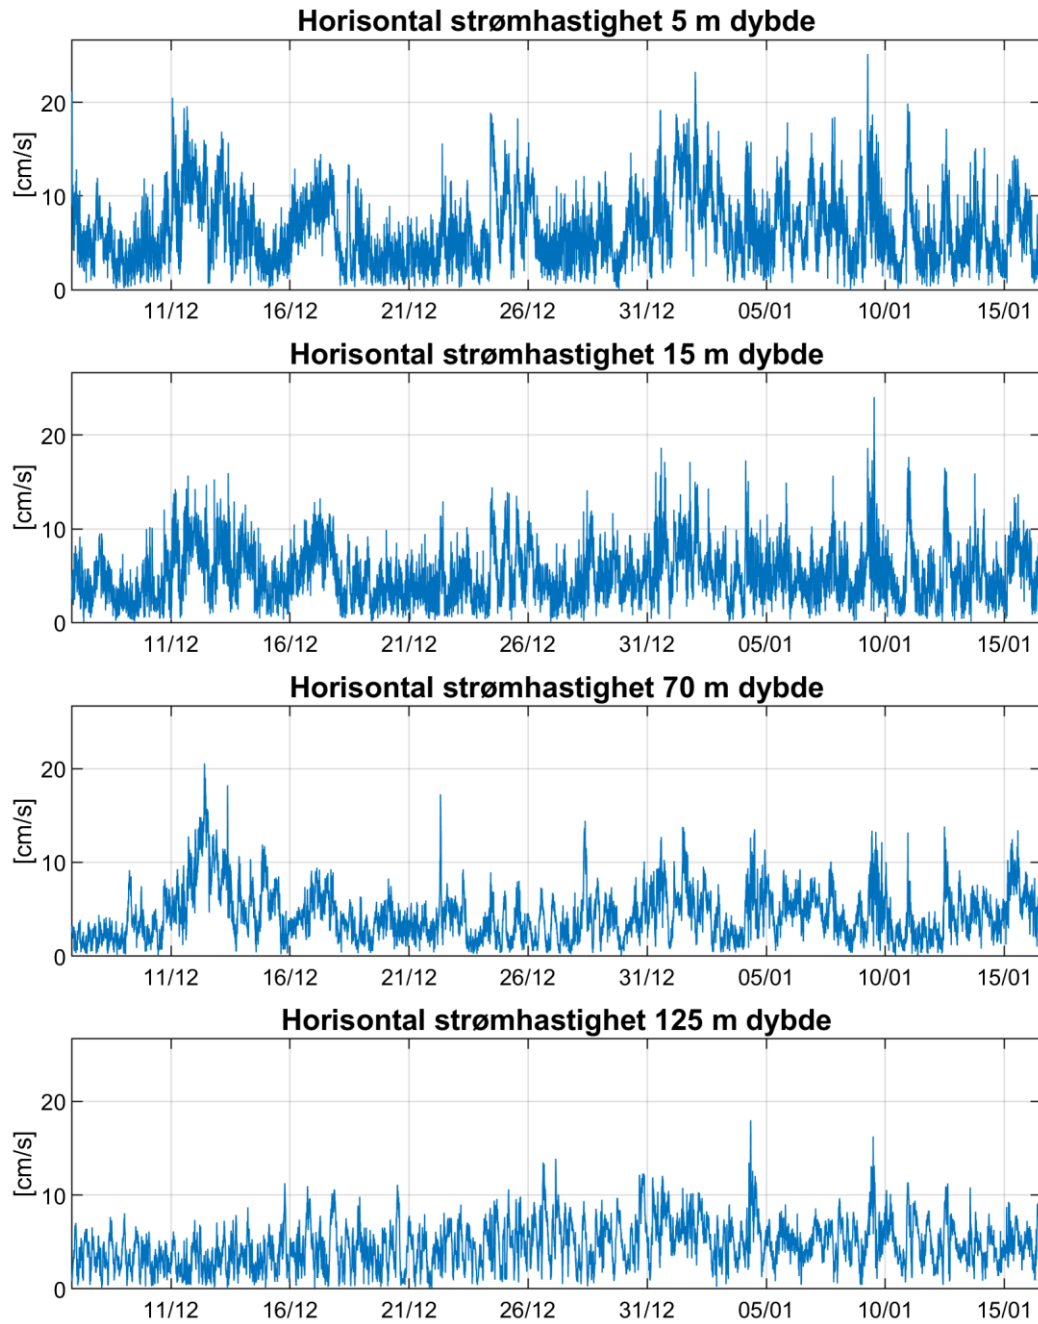 Horisontal strømhastighet 5 m dybde
[cm/s]
20
10
0
11/12 16/12 21/12 26/12 31/12 05/01 10/01 15/01
Horisontal strømhastighet 15 m dybde
[cm/s]
20
10
0
11/12 16/12 21/12 26/12 31/12 05/01 10/01 15/01
Horisontal strømhastighet 70 m dybde
[cm/s]
20
10
0
11/12 16/12 21/12 26/12 31/12 05/01 10/01 15/01
Horisontal strømhastighet 125 m dybde
[cm/s]
20
10
0
11/12 16/12 21/12 26/12 31/12 05/01 10/01 15/01